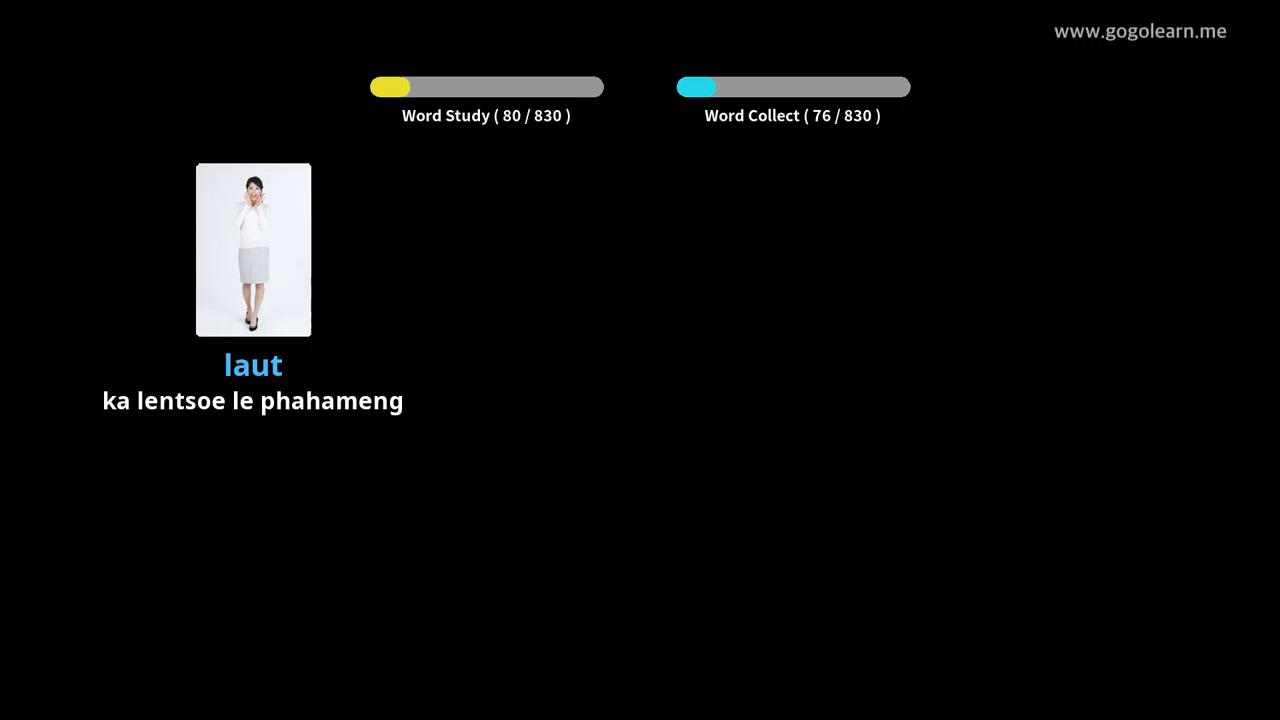 www.gogolearn.me
Word Study ( 80 / 830 )
Word Collect ( 76 / 830 )
laut
ka lentsoe le phahameng